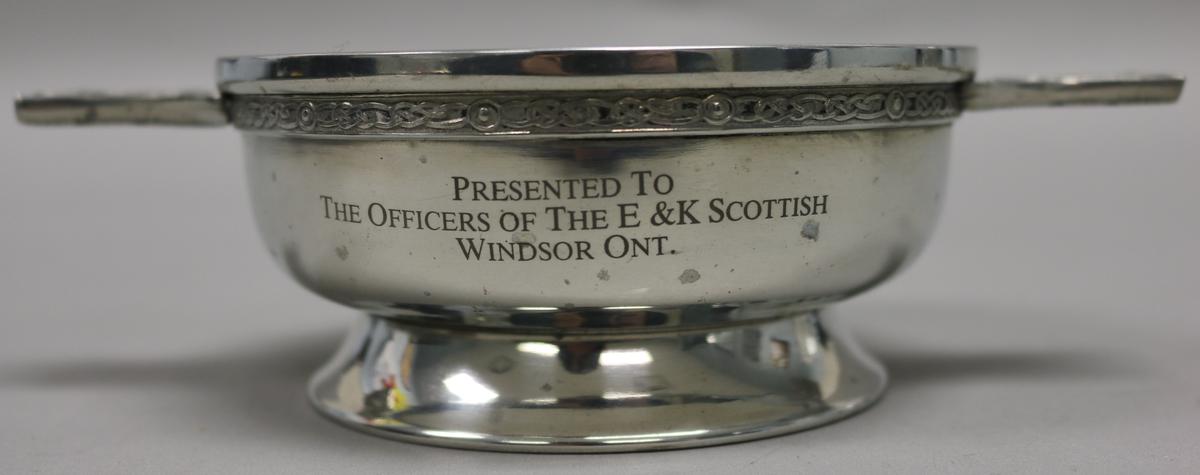 PRESENTED TO
THE OFFICERS OF THE E &K SCOTTISH
WINDSOR ONT.